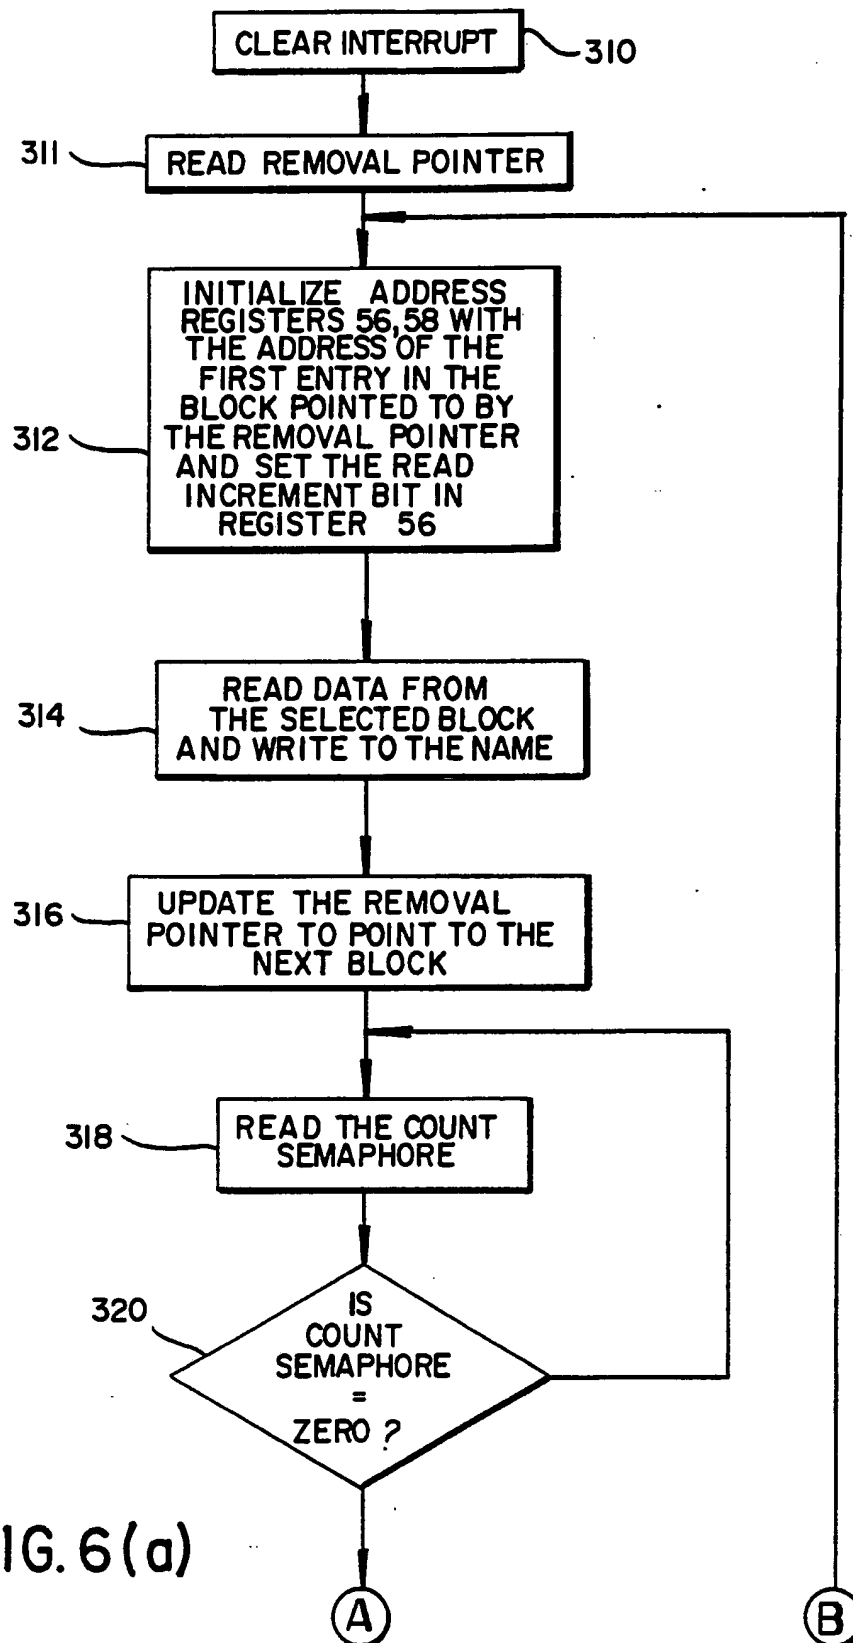 CLEAR INTERRUPT
310
311
READ REMOVAL POINTER
INITIALIZE ADDRESS
REGISTERS 56,58 WITH
THE ADDRESS OF THE
FIRST ENTRY IN THE
BLOCK POINTED TO BY
THE REMOVAL POINTER
AND SET THE READ
INCREMENT BIT IN
REGISTER 56
312
READ DATA FROM
THE SELECTED BLOCK
AND WRITE TO THE NAME
314
UPDATE THE REMOVAL
POINTER TO POINT TO THE
NEXT BLOCK
316
READ THE COUNT
SEMAPHORE
318
320
IS
COUNT
SEMAPHORE
=
ZERO ?
IG. 6(a)
A
B